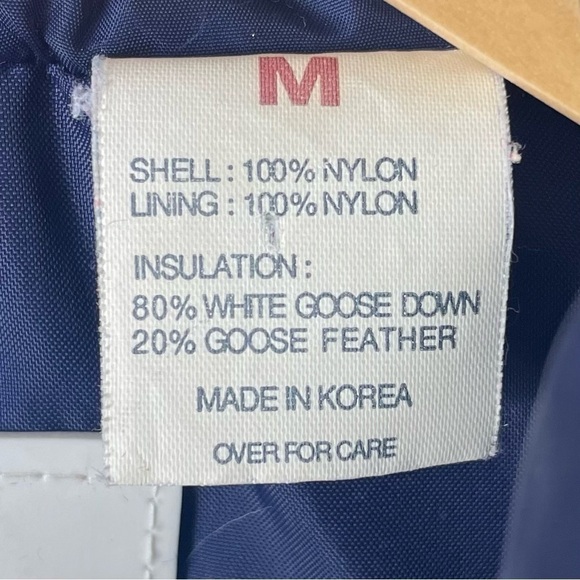 M
SHELL : 100% NYLON
LINING : 100% NYLON
INSULATION :
80% WHITE GOOSE DOWN
20% GOOSE FEATHER
MADE IN KOREA
OVER FOR CARE